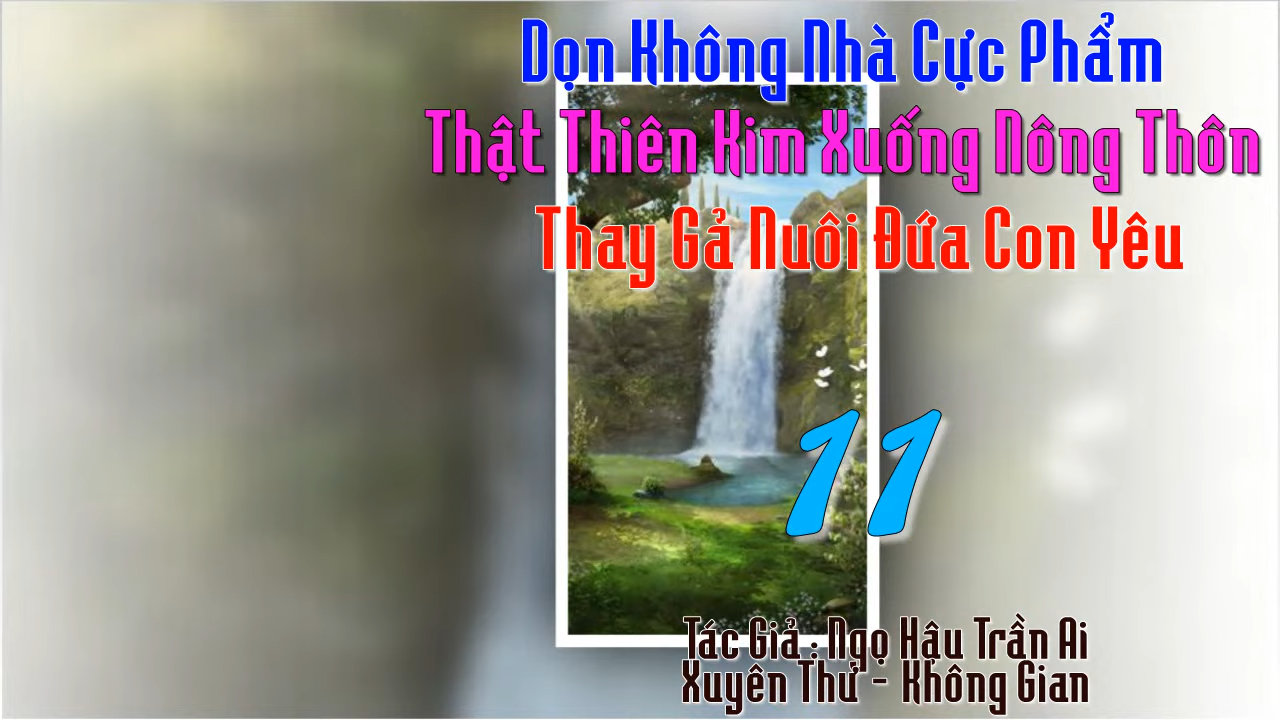 Dọn Không Nhà Cực Phẩm
Thật Thiên Kim Xuống Nông Thôn
Thay Gả Nuôi Đứa Con Yêu
11
Tác Giả : Ngọ Hậu Trần Ai
Xuyên Thư - Không Gian